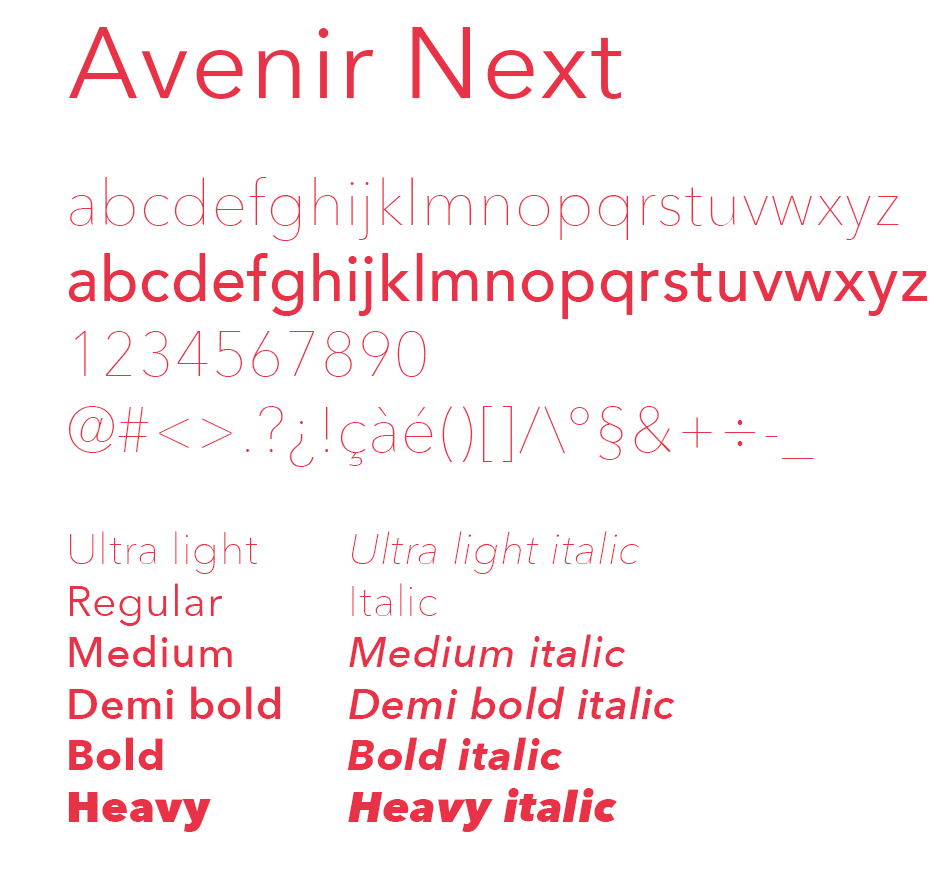 Avenir Next
abcdefghijklmnopqrstuvwxyz
abcdefghijklmnopqrstuvwxyz
1234567890
@#<>.?¿!çàé()[]/\°§&+÷-_
Ultra light Ultra light italic
Regular Italic
Medium Medium italic
Demi bold Demi bold italic
Bold Bold italic
Heavy Heavy italic